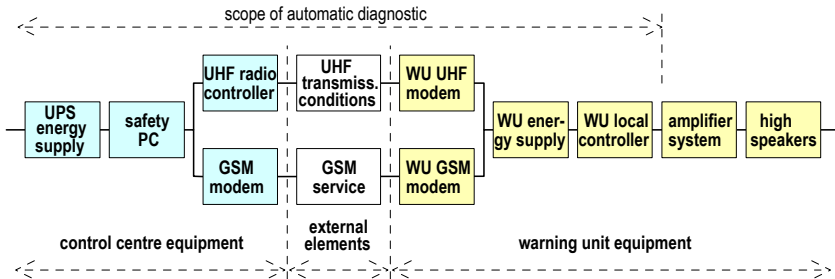 scope of automatic diagnostic
UHF radio
controller
UHF
transmiss.
conditions
WU UHF
modem
UPS
energy
supply
safety
PC
WU ener-
gy supply
WU local
controller
amplifier
system
high
speakers
GSM
modem
GSM
service
WU GSM
modem
control centre equipment
external
elements
warning unit equipment